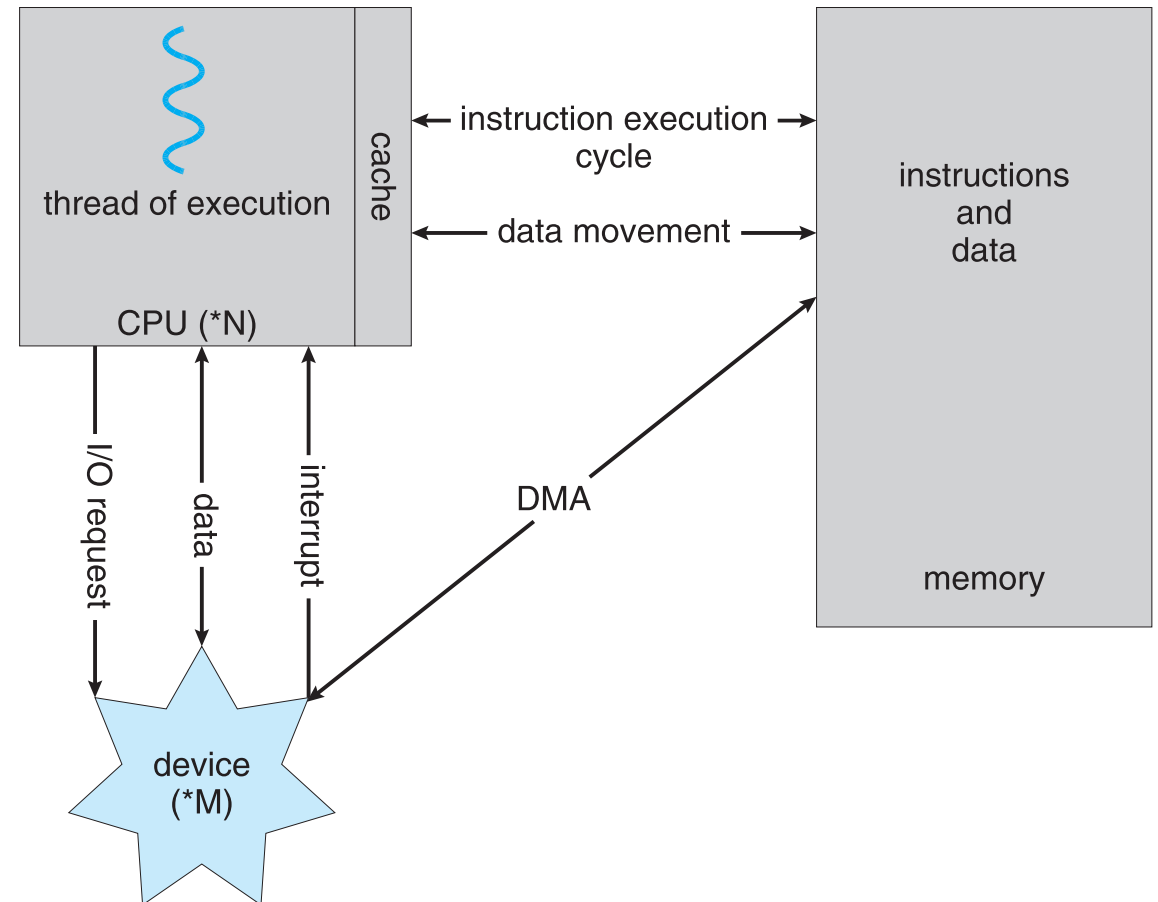 thread of execution
cache
CPU (*N)
instruction execution
cycle
data movement
instructions
and
data
memory
I/O request
data
interrupt
DMA
device
(*M)